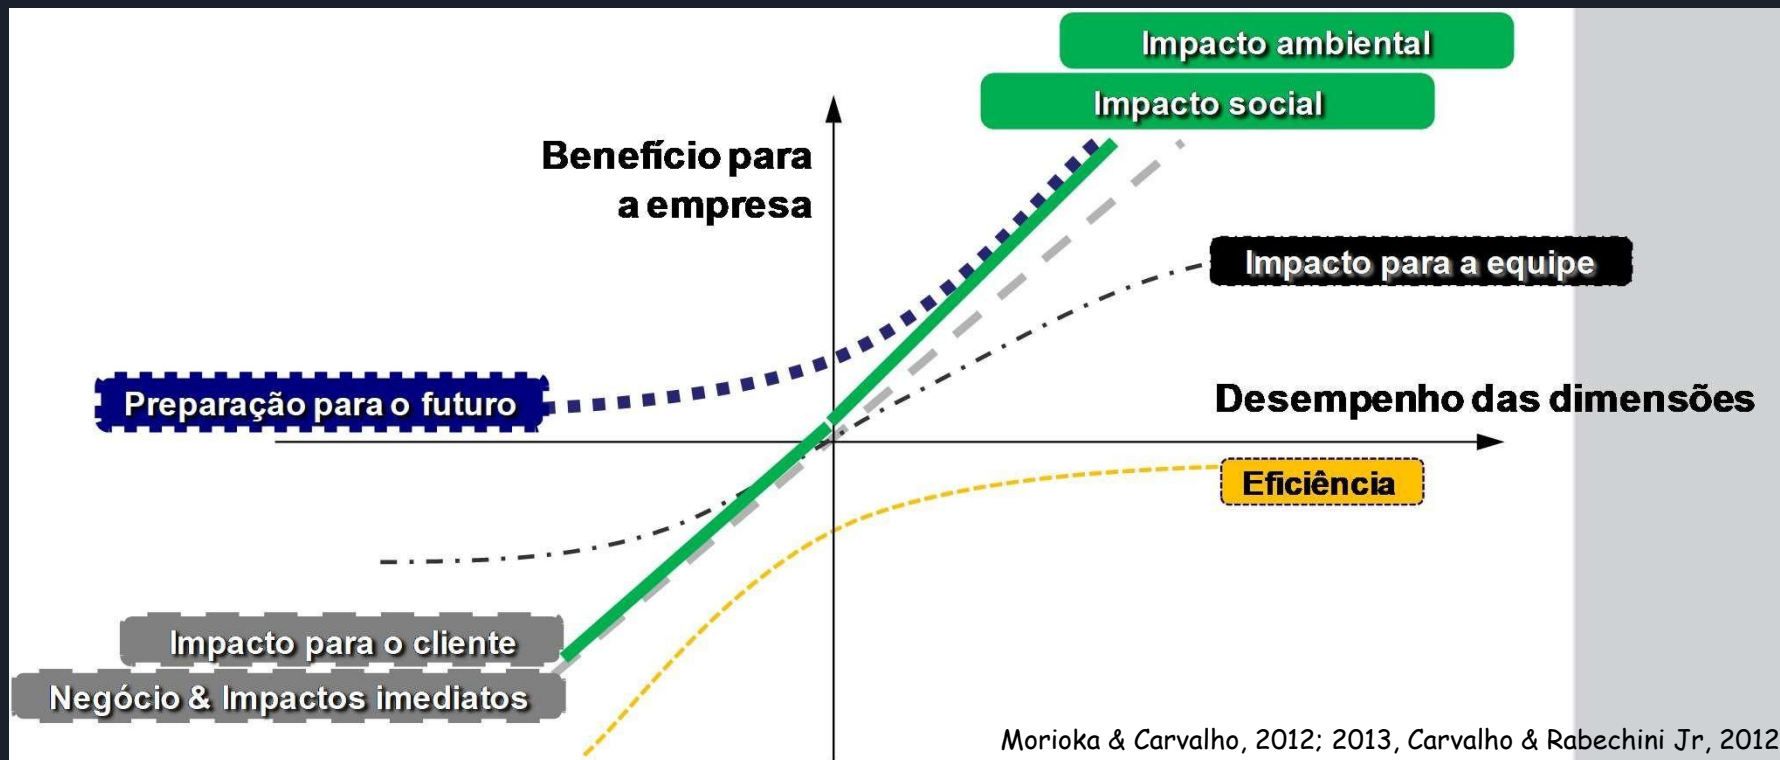 Impacto ambiental
Impacto social
Benefício para
a empresa
Impacto para a equipe
Preparação para o futuro
Desempenho das dimensões
Eficiência
Impacto para o cliente
Negócio & Impactos imediatos
Morioka & Carvalho, 2012; 2013, Carvalho & Rabechini Jr, 2012